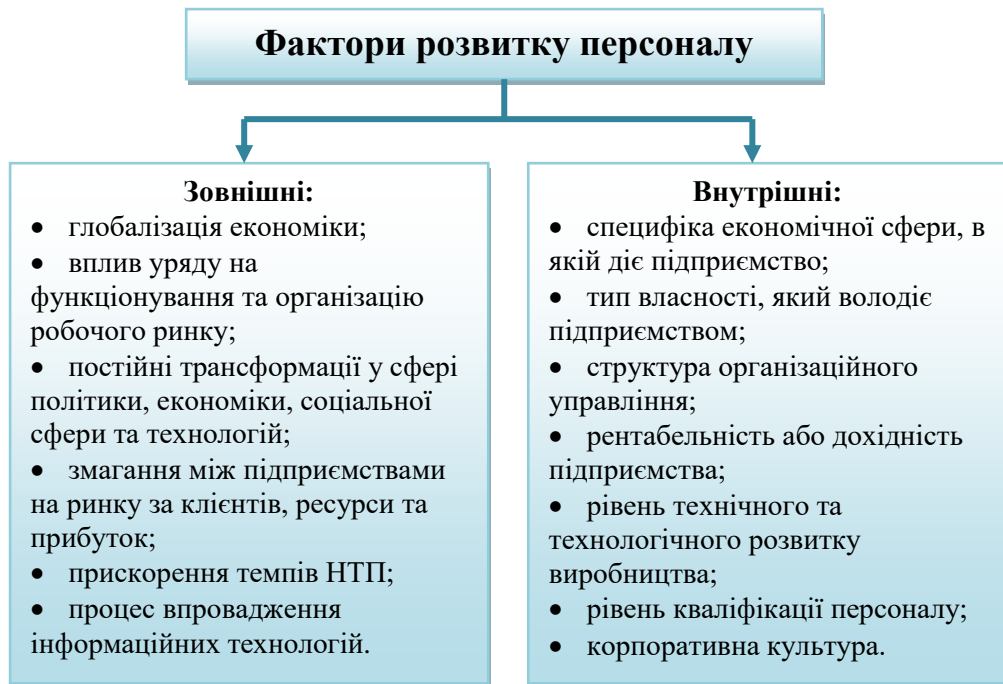 Фактори розвитку персоналу
Зовнішні:
• глобалізація економіки;
• вплив уряду на
функціонування та організацію
робочого ринку;
• постійні трансформації у сфері
політики, економіки, соціальної
сфери та технологій;
• змагання між підприємствами
на ринку за клієнтів, ресурси та
прибуток;
• прискорення темпів НТП;
• процес впровадження
інформаційних технологій.
Внутрішні:
• специфіка економічної сфери, в
якій діє підприємство;
• тип власності, який володіє
підприємством;
• структура організаційного
управління;
• рентабельність або дохідність
підприємства;
• рівень технічного та
технологічного розвитку
виробництва;
• рівень кваліфікації персоналу;
• корпоративна культура.